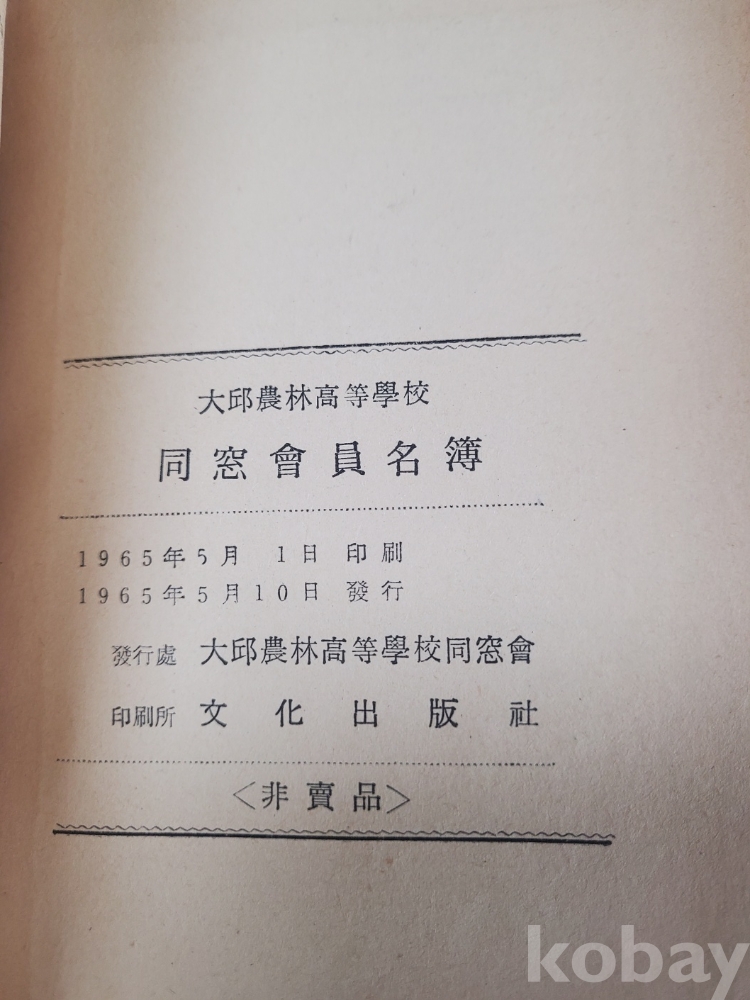 大邱農林高等學校
同窓會員名簿
1965年5月 1日 印刷
1965年5月10日 發行
發行處 大邱農林高等學校同窓會
印刷所 文化出版社
<非賣品>
kobay